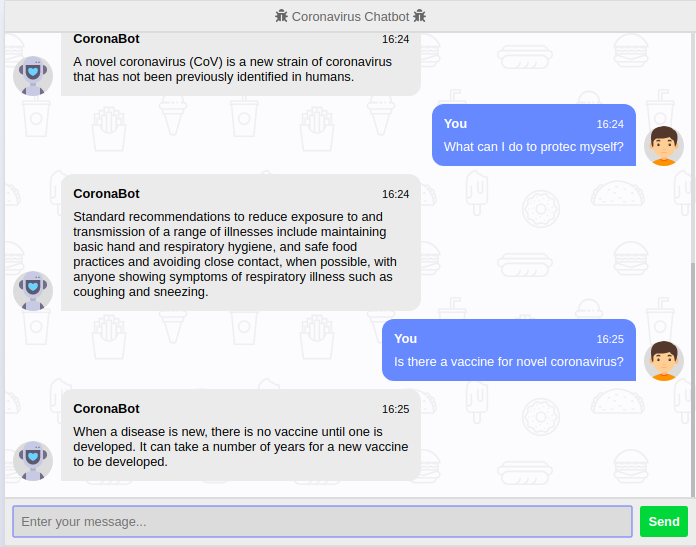 Coronavirus Chatbot
CoronaBot 16:24
A novel coronavirus (CoV) is a new strain of coronavirus
that has not been previously identified in humans.
You 16:24
What can I do to protec myself?
CoronaBot 16:24
Standard recommendations to reduce exposure to and
transmission of a range of illnesses include maintaining
basic hand and respiratory hygiene, and safe food
practices and avoiding close contact, when possible, with
anyone showing symptoms of respiratory illness such as
coughing and sneezing.
You 16:25
Is there a vaccine for novel coronavirus?
CoronaBot 16:25
When a disease is new, there is no vaccine until one is
developed. It can take a number of years for a new vaccine
to be developed.
Enter your message... Send